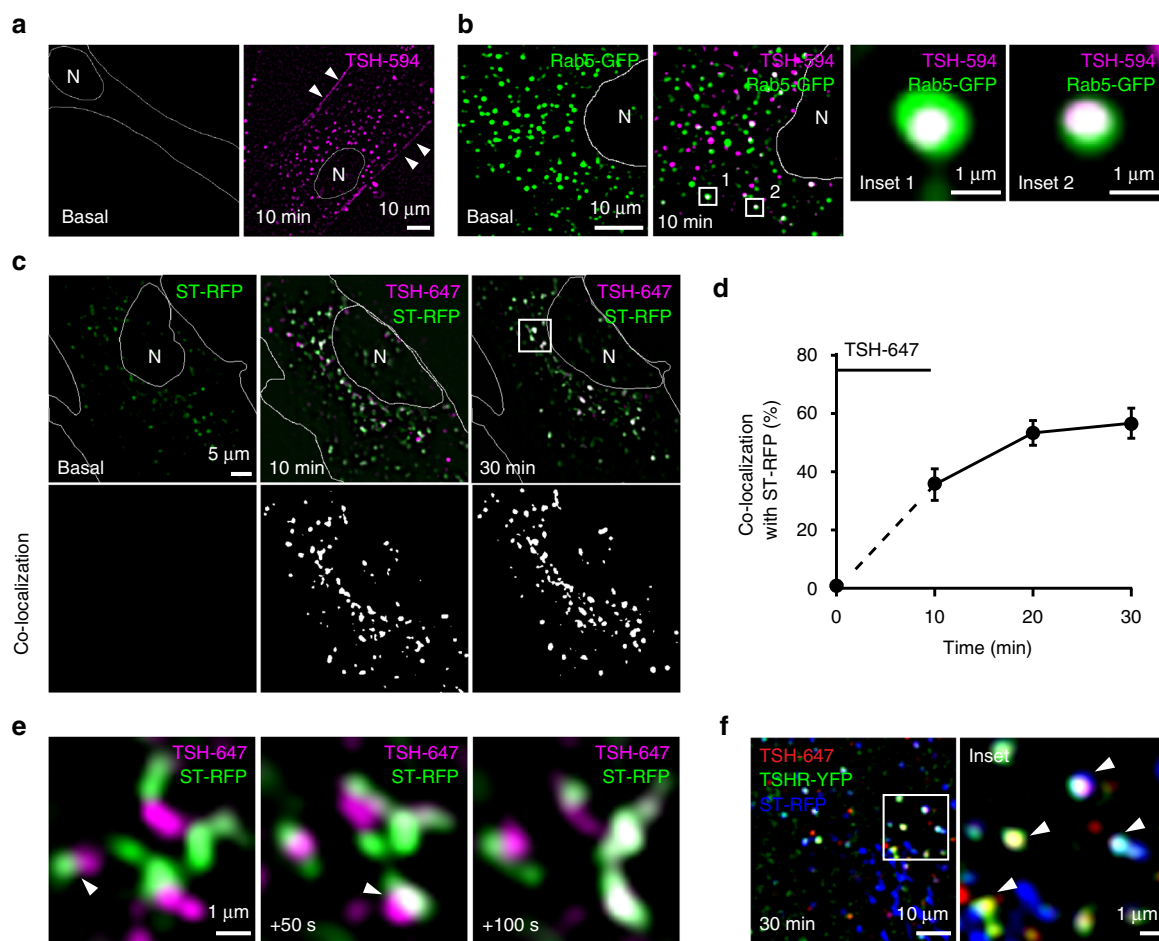 a
N
Basal
TSH-594
N
10 min
10 μm
b
Rab5-GFP
N
Basal
10 μm
TSH-594
Rab5-GFP
N
1
2
10 min
TSH-594
Rab5-GFP
Inset 1
1 μm
TSH-594
Rab5-GFP
Inset 2
1 μm
c
ST-RFP
N
Basal
5 μm
TSH-647
ST-RFP
N
10 min
TSH-647
ST-RFP
N
30 min
Co-localization
d
TSH-647
Co-localization
with ST-RFP (%)
80
60
40
20
0
0
10
20
30
Time (min)
e
TSH-647
ST-RFP
1 μm
TSH-647
ST-RFP
+50 s
TSH-647
ST-RFP
+100 s
f
TSH-647
TSHR-YFP
ST-RFP
30 min
10 μm
Inset
1 μm